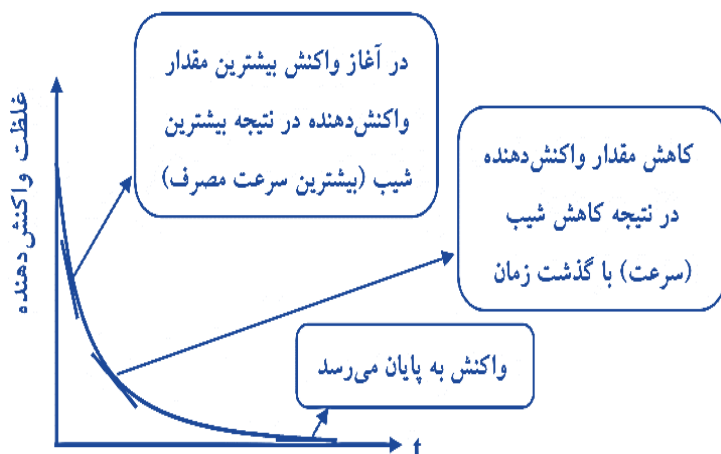 در آغاز واکنش بیشترین مقدار
واکنش‌دهنده در نتیجه بیشترین
شیب (بیشترین سرعت مصرف)
کاهش مقدار واکنش‌دهنده
در نتیجه کاهش شیب
(سرعت) با گذشت زمان
واکنش به پایان می‌رسد
غلظت واکنش‌دهنده
t